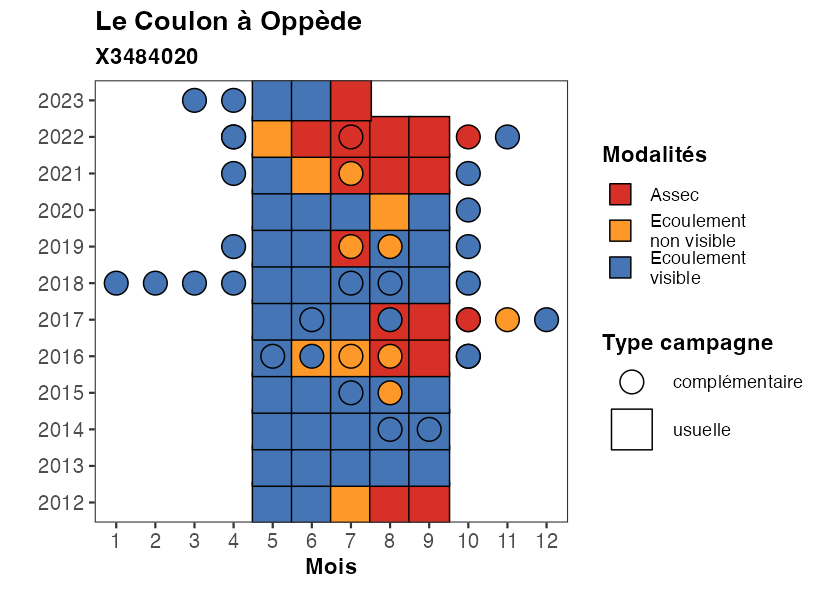 Le Coulon à Oppède
X3484020
2023
2022
2021
2020
2019
2018
2017
2016
2015
2014
2013
2012
1 2 3 4 5 6 7 8 9 10 11 12
Mois
Modalités
Assec
Ecoulement
non visible
Ecoulement
visible
Type campagne
complémentaire
usuelle